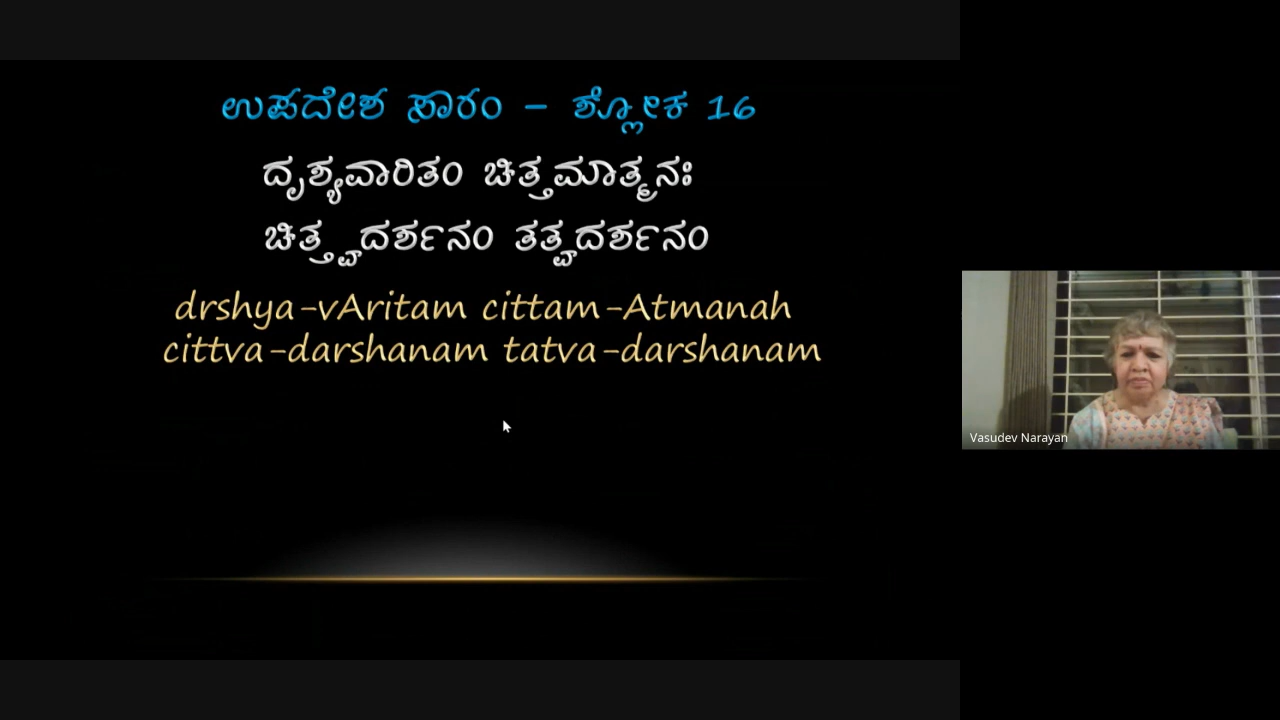 ಉಪದೇಶ ಸಾರಂ – ಶ್ಲೋಕ 16
ದೃಶ್ಯವಾರಿತಂ ಚಿತ್ತಮಾತ್ಮನಃ
ಚಿತ್ತ್ವದರ್ಶನಂ ತತ್ವದರ್ಶನಂ
drshya-vAritam cittam-Atmanah
cittva-darshanam tatva-darshanam
Vasudev Narayan